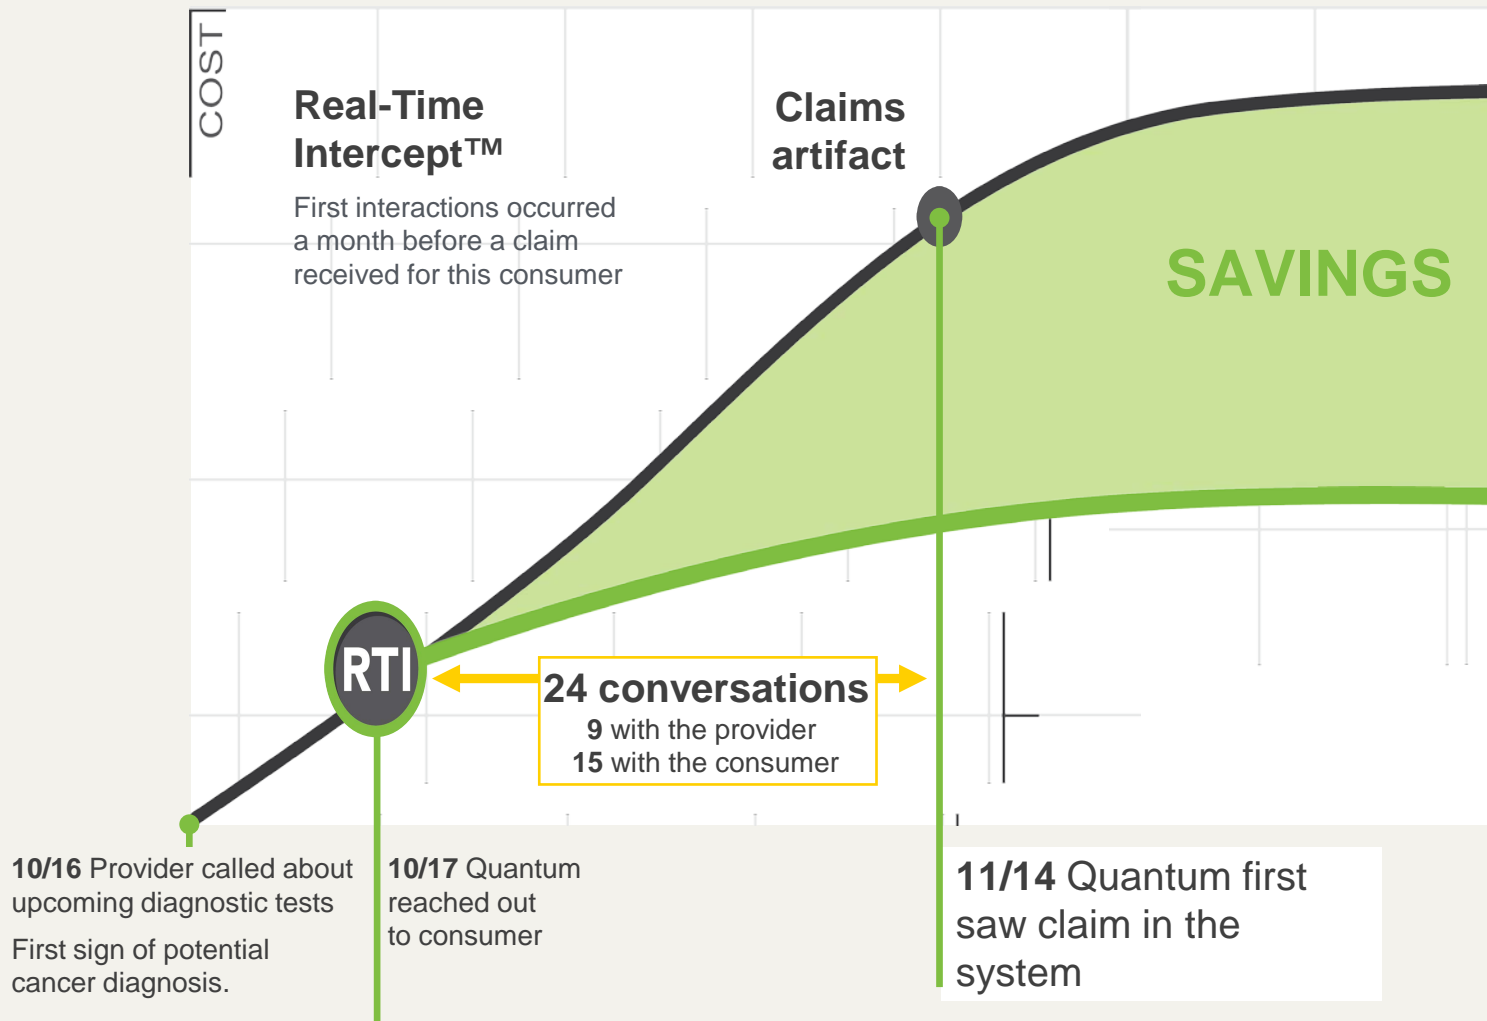 COST
Real-Time
Intercept™
First interactions occurred
a month before a claim
received for this consumer
Claims
artifact
SAVINGS
RTI
24 conversations
9 with the provider
15 with the consumer
10/16 Provider called about
upcoming diagnostic tests
First sign of potential
cancer diagnosis.
10/17 Quantum
reached out
to consumer
11/14 Quantum first
saw claim in the
system